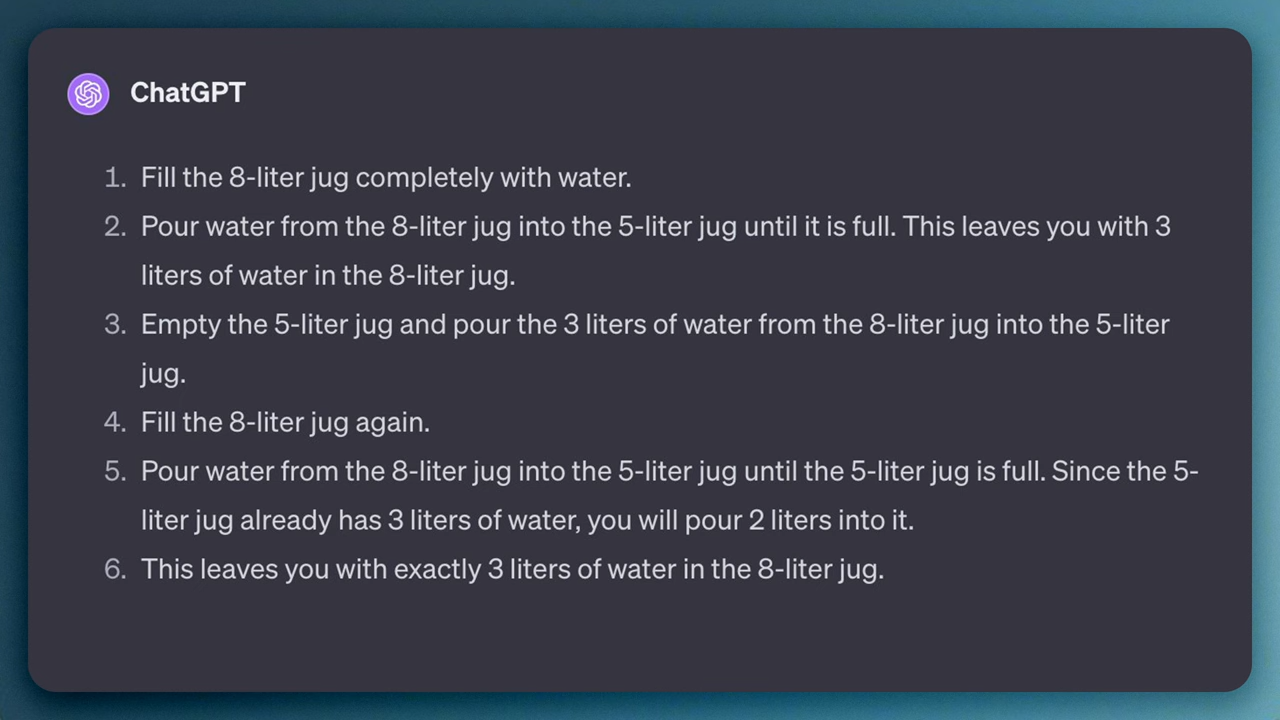 ChatGPT
1. Fill the 8-liter jug completely with water.
2. Pour water from the 8-liter jug into the 5-liter jug until it is full. This leaves you with 3
liters of water in the 8-liter jug.
3. Empty the 5-liter jug and pour the 3 liters of water from the 8-liter jug into the 5-liter
jug.
4. Fill the 8-liter jug again.
5. Pour water from the 8-liter jug into the 5-liter jug until the 5-liter jug is full. Since the 5-
liter jug already has 3 liters of water, you will pour 2 liters into it.
6. This leaves you with exactly 3 liters of water in the 8-liter jug.